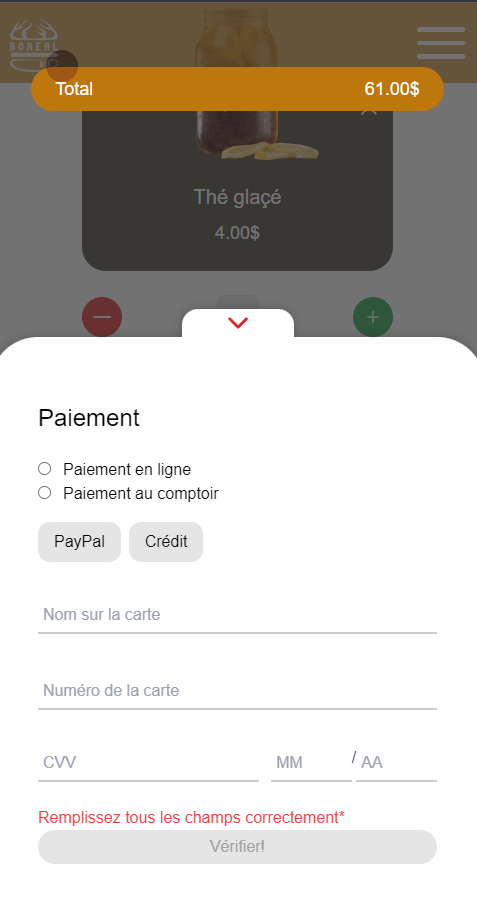 BOREAL
Total 61.00$
Thé glaçé
4.00$
Paiement
Paiement en ligne
Paiement au comptoir
PayPal Crédit
Nom sur la carte
Numéro de la carte
CVV MM / AA
Remplissez tous les champs correctement*
Vérifier!